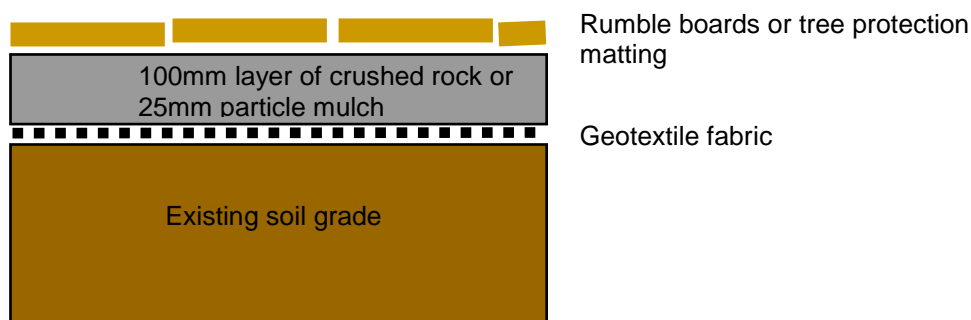 Rumble boards or tree protection
matting
100mm layer of crushed rock or
25mm particle mulch
Geotextile fabric
Existing soil grade